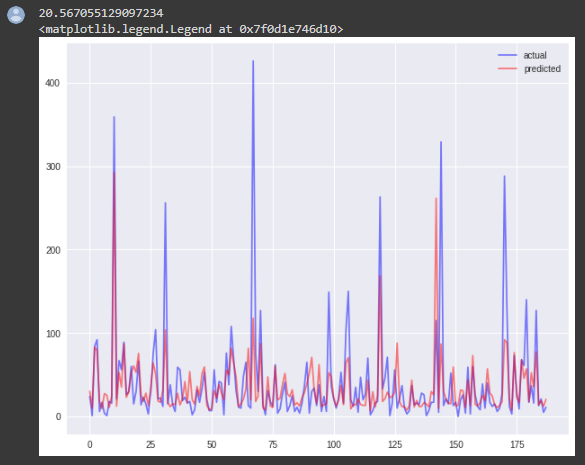 20.567055129097234
<matplotlib.legend.Legend at 0x7f0d1e746d10>
actual
predicted
400
300
200
100
0
0 25 50 75 100 125 150 175